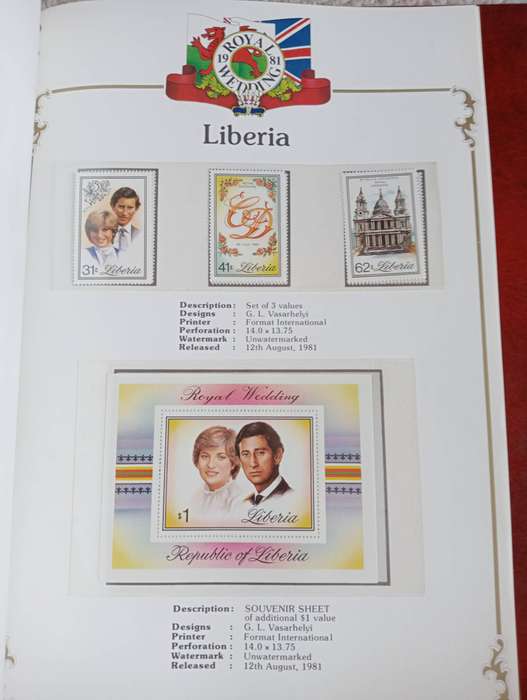 ROYAL
1981
WEDDING
Liberia
31c Liberia
41c Liberia
62c Liberia
Description : Set of 3 values
Designs : G. L. Vasarhelyi
Printer : Format International
Perforation : 14.0 x 13.75
Watermark : Unwatermarked
Released : 12th August, 1981
Royal Wedding
$1 Liberia
Republic of Liberia
Description : SOUVENIR SHEET
of additional $1 value
Designs : G. L. Vasarhelyi
Printer : Format International
Perforation : 14.0 x 13.75
Watermark : Unwatermarked
Released : 12th August, 1981